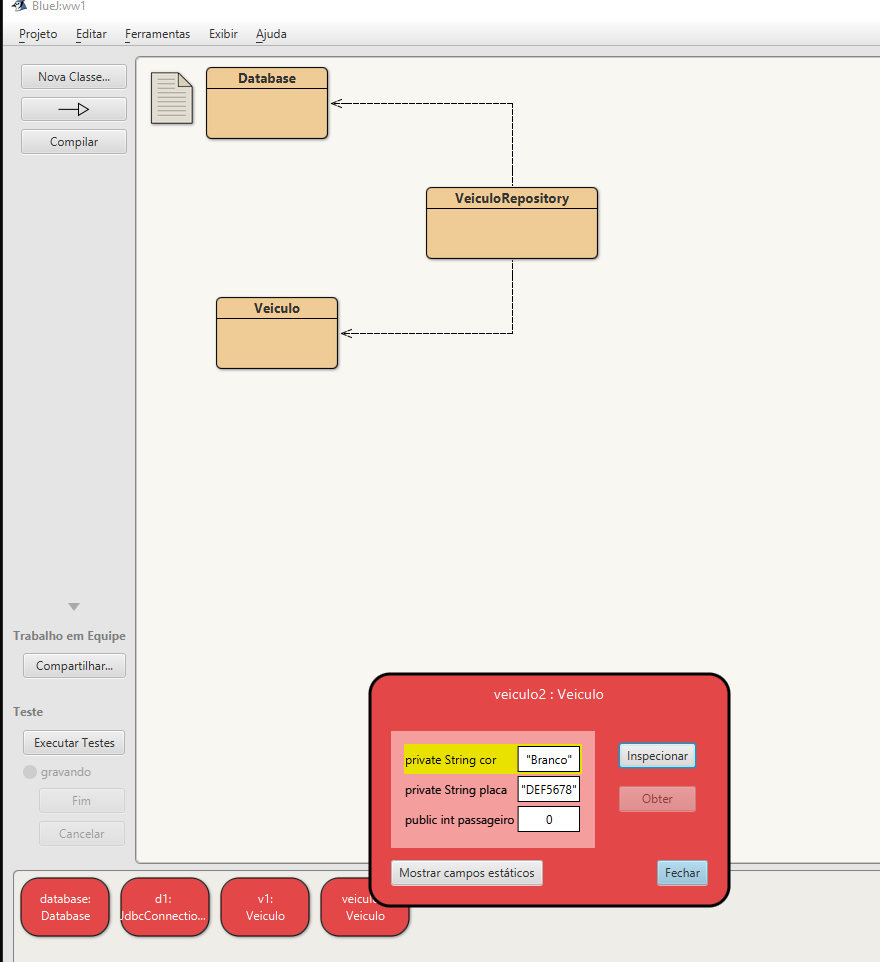 BlueJ:ww1
Projeto Editar Ferramentas Exibir Ajuda
Nova Classe...
Compilar
Database
VeiculoRepository
Veiculo
Trabalho em Equipe
Compartilhar...
Teste
Executar Testes
gravando
Fim
Cancelar
veiculo2 : Veiculo
private String cor "Branco"
private String placa "DEF5678"
public int passageiro 0
Inspecionar
Obter
Mostrar campos estáticos
Fechar
database:
Database
d1:
JdbcConnectio...
v1:
Veiculo
Veiculo